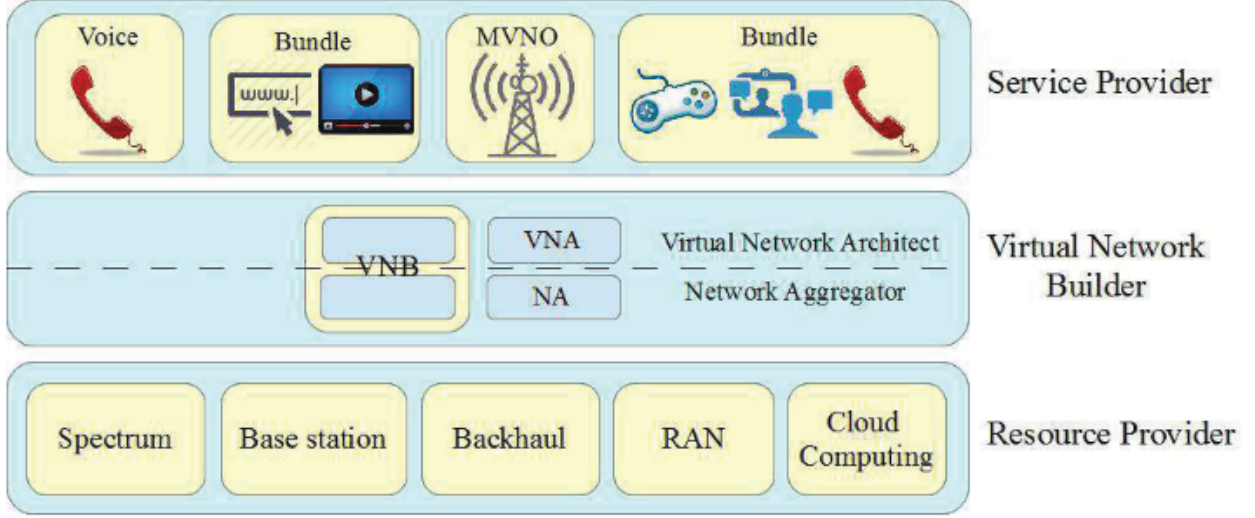 Voice
Bundle
MVNO
Bundle
www.|
Service Provider
VNB
VNA
NA
Virtual Network Architect
Network Aggregator
Virtual Network
Builder
Spectrum
Base station
Backhaul
RAN
Cloud
Computing
Resource Provider